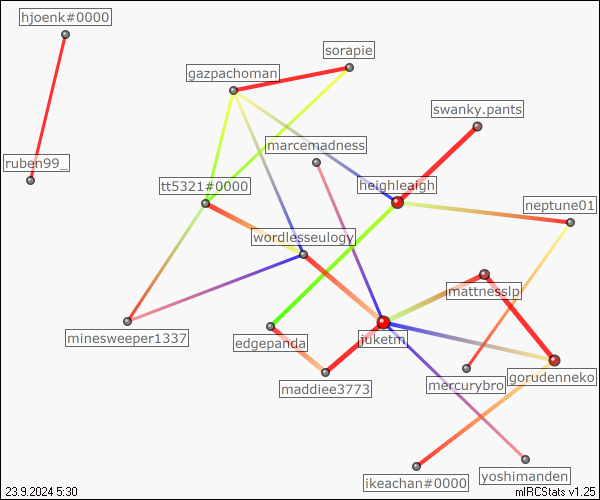 hjoenk#0000
sorapie
gazpachoman
swanky.pants
marcemadness
ruben99_
tt5321#0000
heighleaigh
neptune01
wordlesseulogy
mattnesslp
minesweeper1337
edgepanda
juketm
gorudenneko
maddiee3773
mercurybro
ikeachan#0000
yoshimanden
23.9.2024 5:30
mIRCStats v1.25